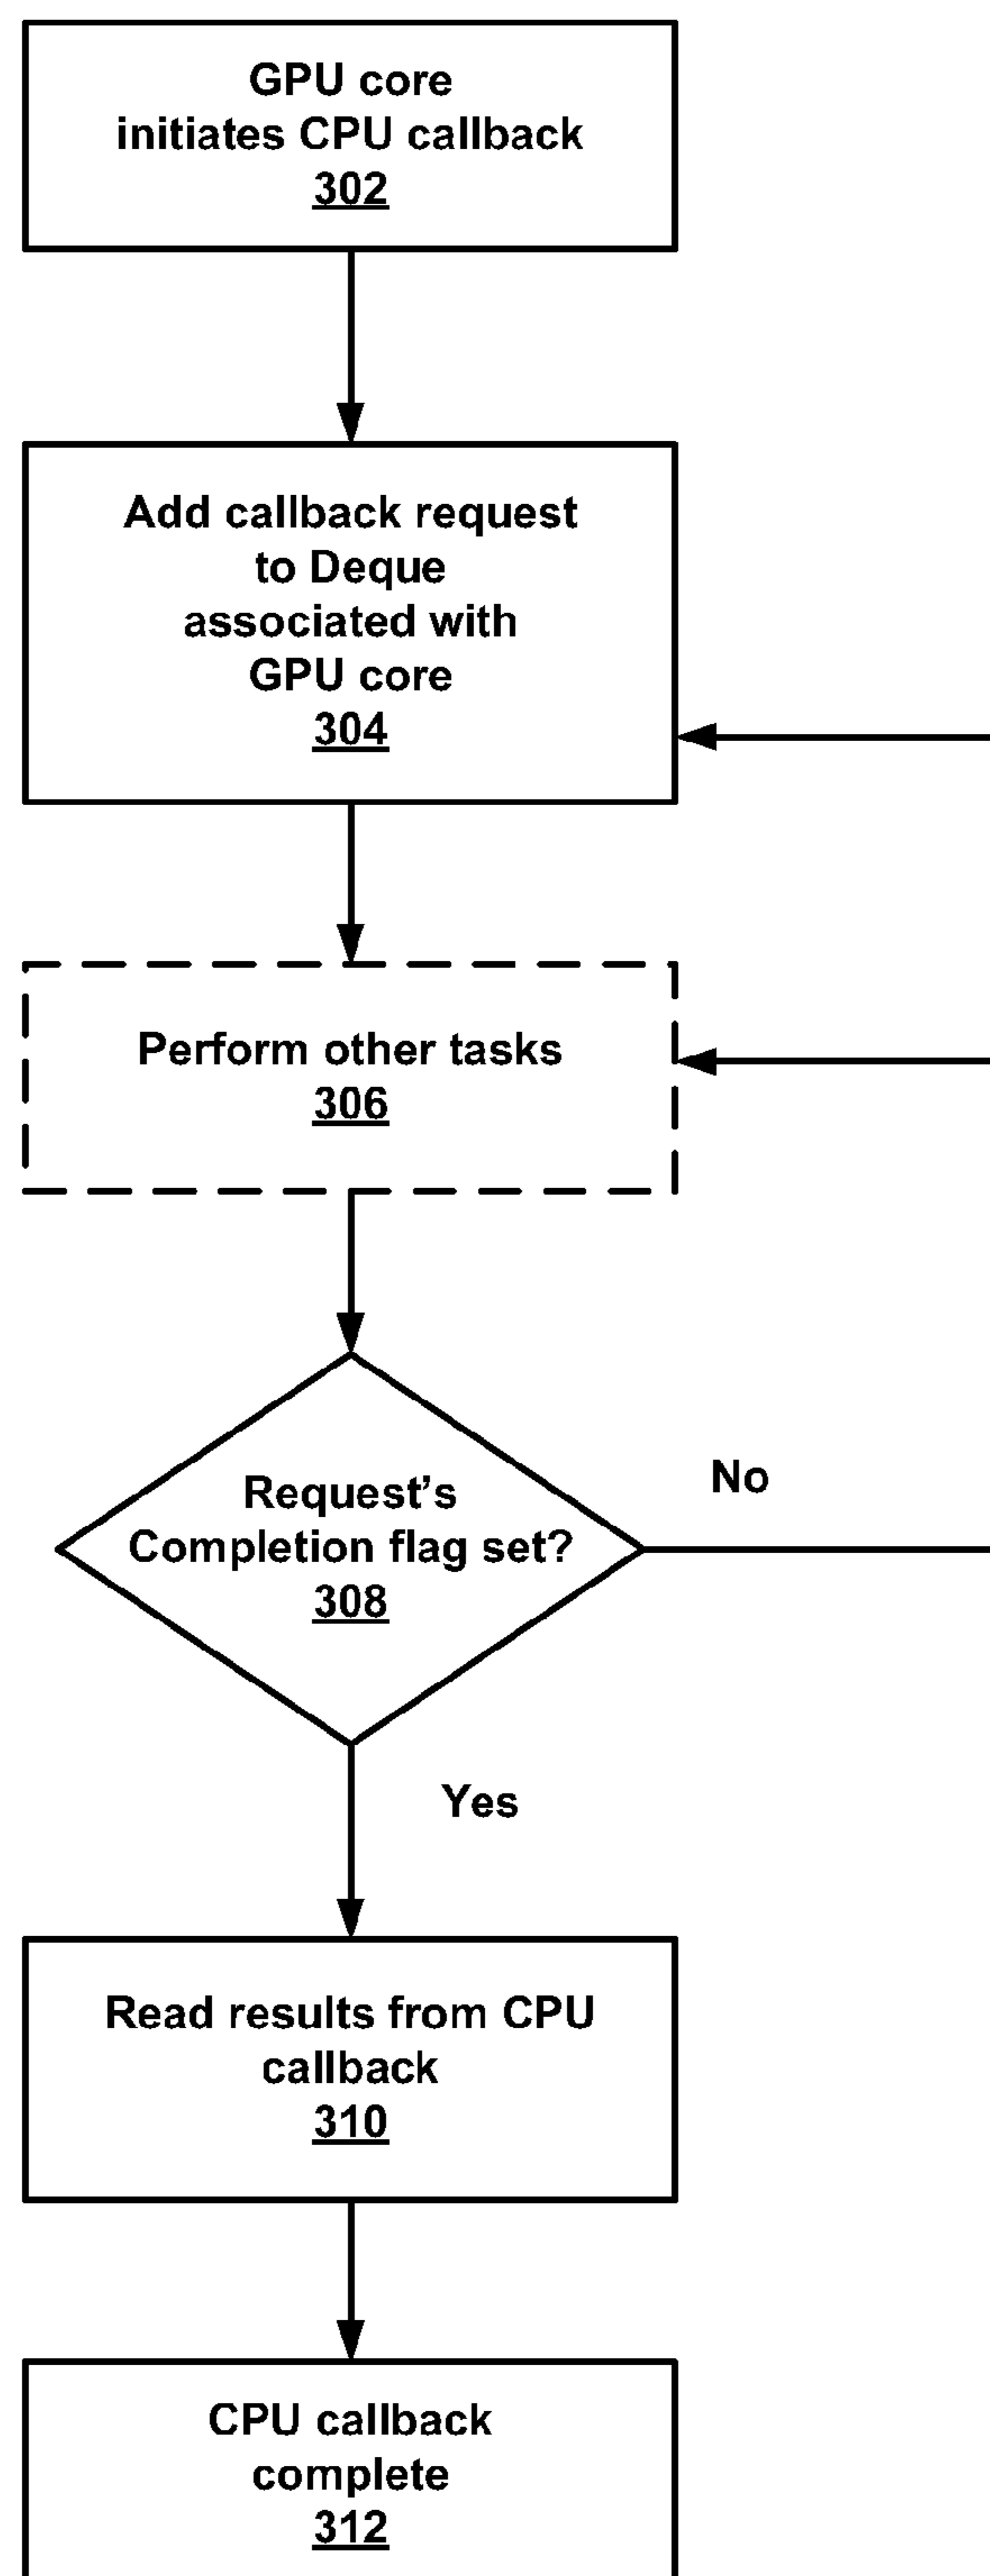 GPU core
initiates CPU callback
302
Add callback request
to Deque
associated with
GPU core
304
Perform other tasks
306
Request's
Completion flag set?
308
No
Yes
Read results from CPU
callback
310
CPU callback
complete
312